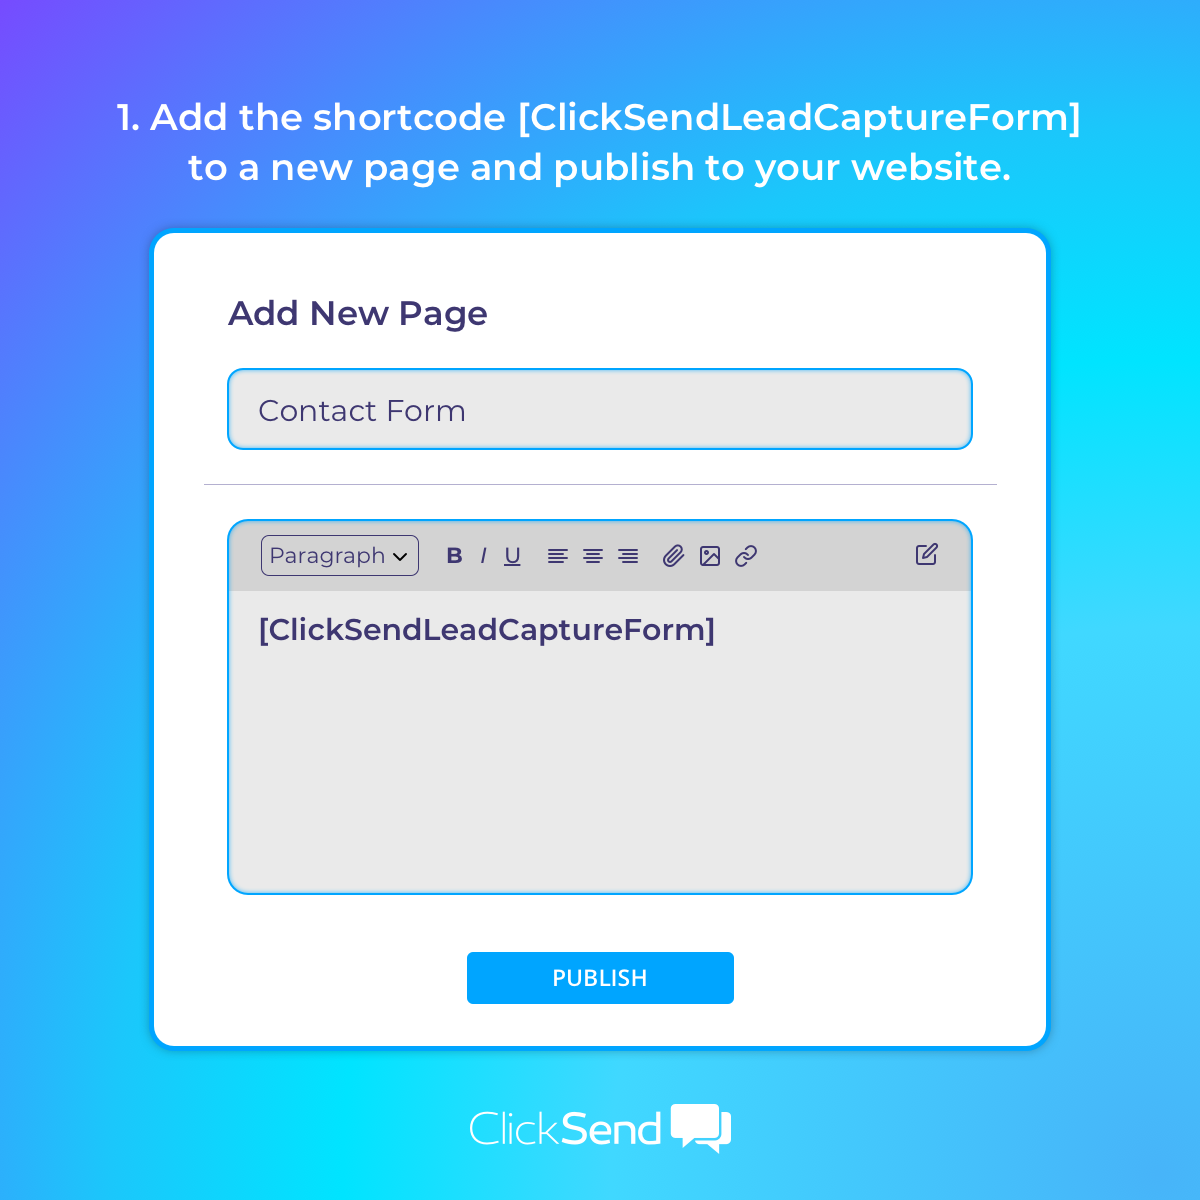 1. Add the shortcode [ClickSendLeadCaptureForm]
to a new page and publish to your website.
Add New Page
Contact Form
Paragraph B I U
[ClickSendLeadCaptureForm]
PUBLISH
ClickSend